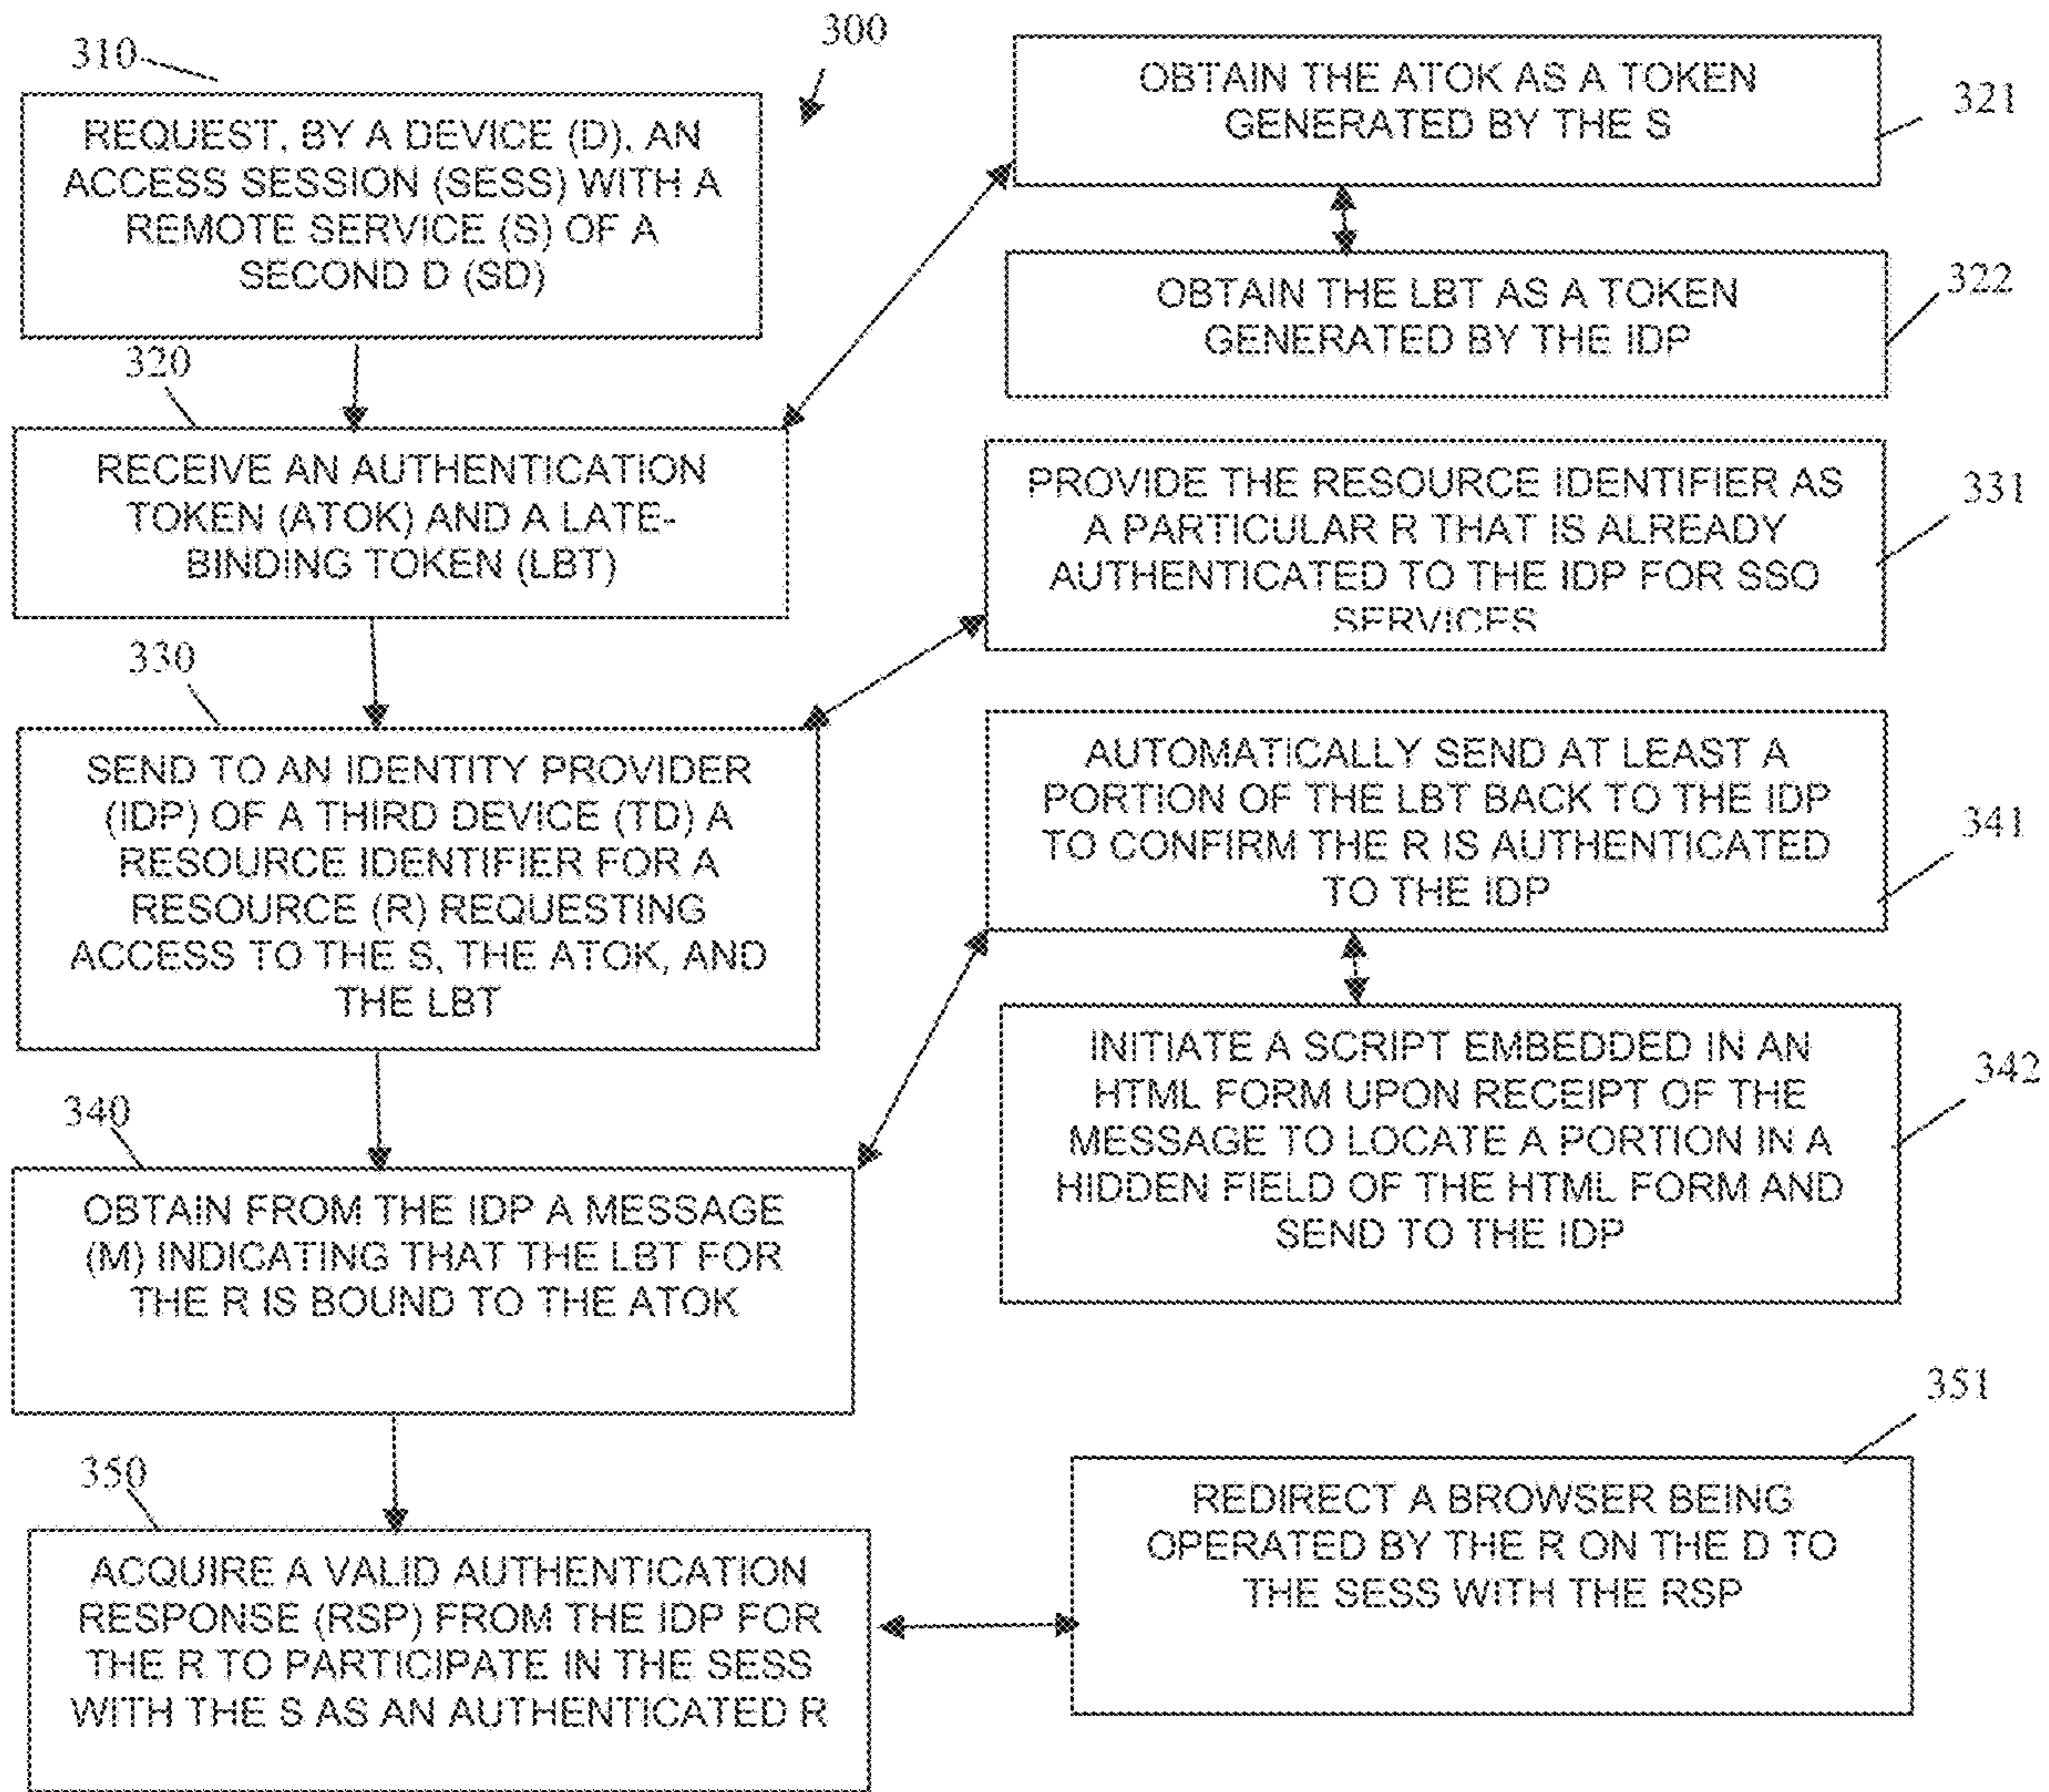 300
310
REQUEST, BY A DEVICE (D), AN
ACCESS SESSION (SESS) WITH A
REMOTE SERVICE (S) OF A
SECOND D (SD)
320
RECEIVE AN AUTHENTICATION
TOKEN (ATOK) AND A LATE-
BINDING TOKEN (LBT)
330
SEND TO AN IDENTITY PROVIDER
(IDP) OF A THIRD DEVICE (TD) A
RESOURCE IDENTIFIER FOR A
RESOURCE (R) REQUESTING
ACCESS TO THE S, THE ATOK, AND
THE LBT
340
OBTAIN FROM THE IDP A MESSAGE
(M) INDICATING THAT THE LBT FOR
THE R IS BOUND TO THE ATOK
350
ACQUIRE A VALID AUTHENTICATION
RESPONSE (RSP) FROM THE IDP FOR
THE R TO PARTICIPATE IN THE SESS
WITH THE S AS AN AUTHENTICATED R
OBTAIN THE ATOK AS A TOKEN
GENERATED BY THE S
321
OBTAIN THE LBT AS A TOKEN
GENERATED BY THE IDP
322
PROVIDE THE RESOURCE IDENTIFIER AS
A PARTICULAR R THAT IS ALREADY
AUTHENTICATED TO THE IDP FOR SSO
SERVICES
331
AUTOMATICALLY SEND AT LEAST A
PORTION OF THE LBT BACK TO THE IDP
TO CONFIRM THE R IS AUTHENTICATED
TO THE IDP
341
INITIATE A SCRIPT EMBEDDED IN AN
HTML FORM UPON RECEIPT OF THE
MESSAGE TO LOCATE A PORTION IN A
HIDDEN FIELD OF THE HTML FORM AND
SEND TO THE IDP
342
351
REDIRECT A BROWSER BEING
OPERATED BY THE R ON THE D TO
THE SESS WITH THE RSP